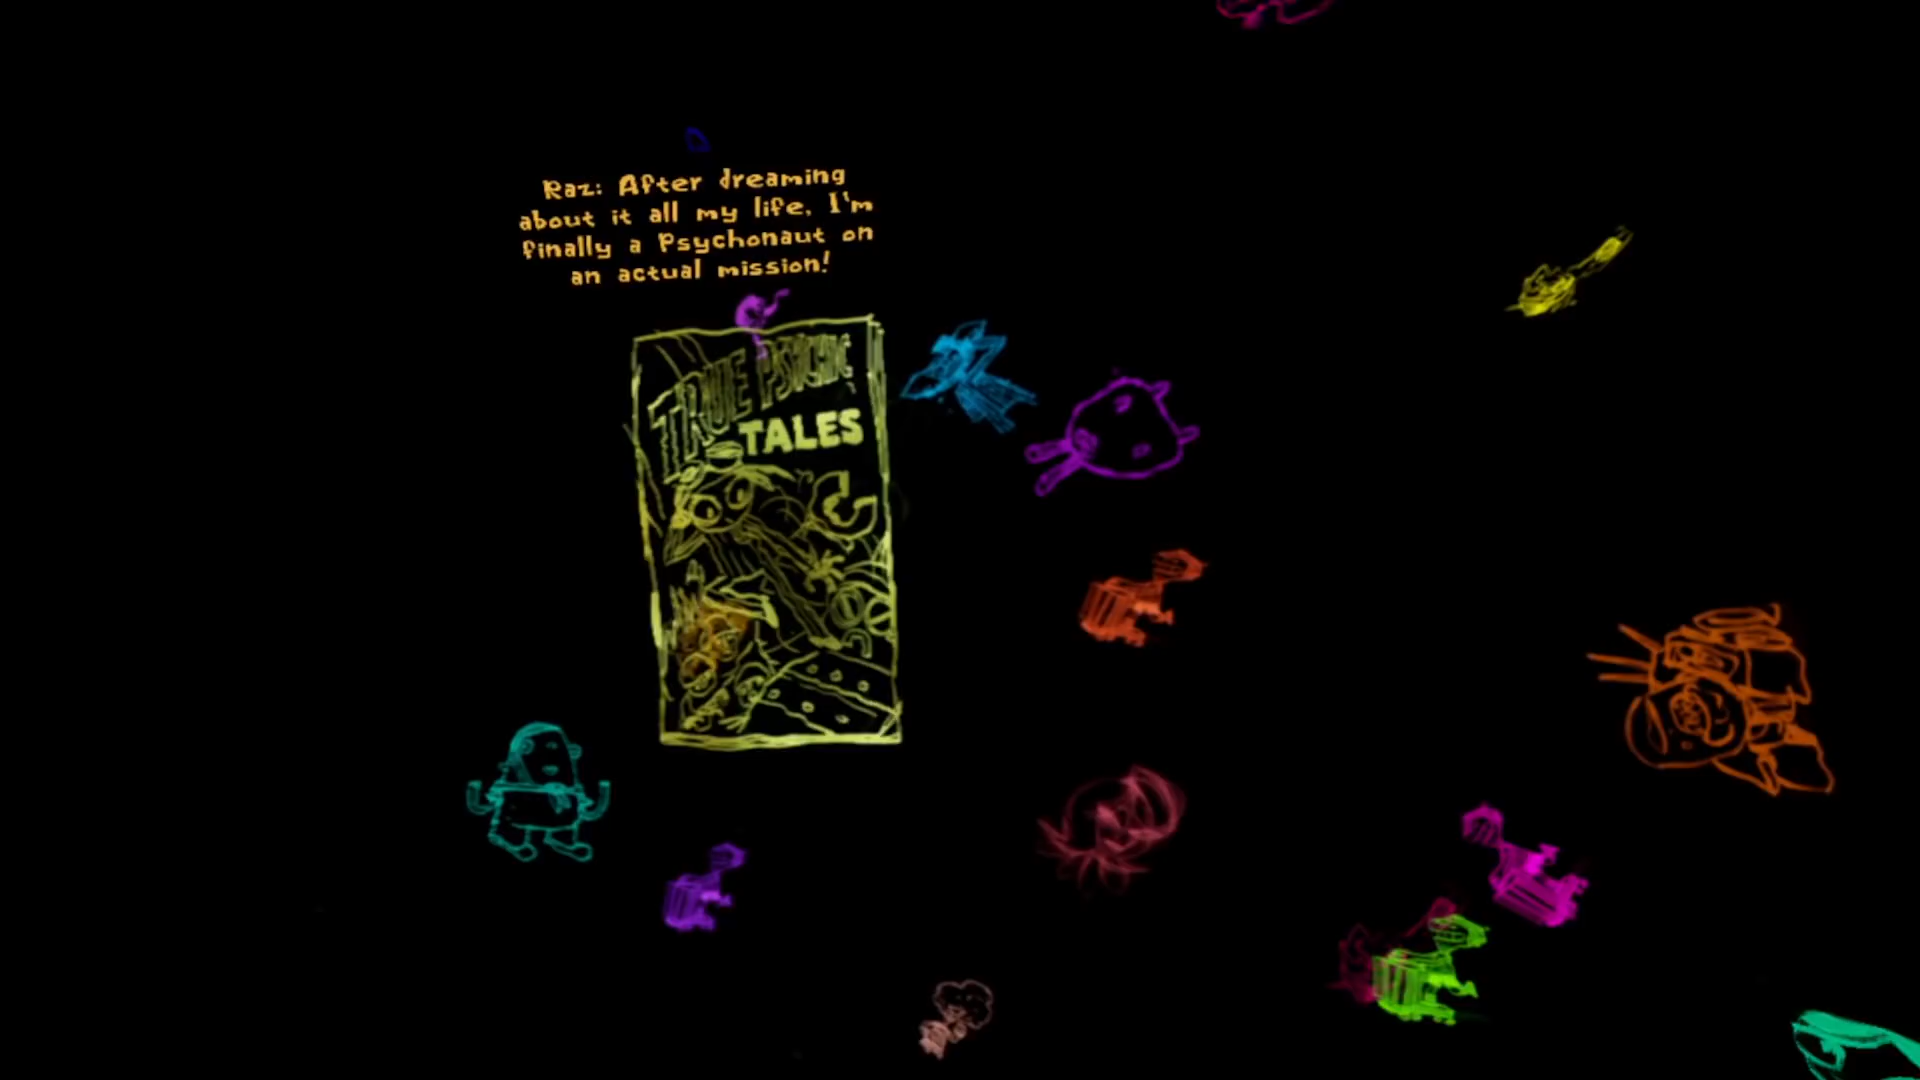 Raz: After dreaming
about it all my life, I'm
finally a Psychonaut on
an actual mission!
TRUE PSYCHIC
TALES